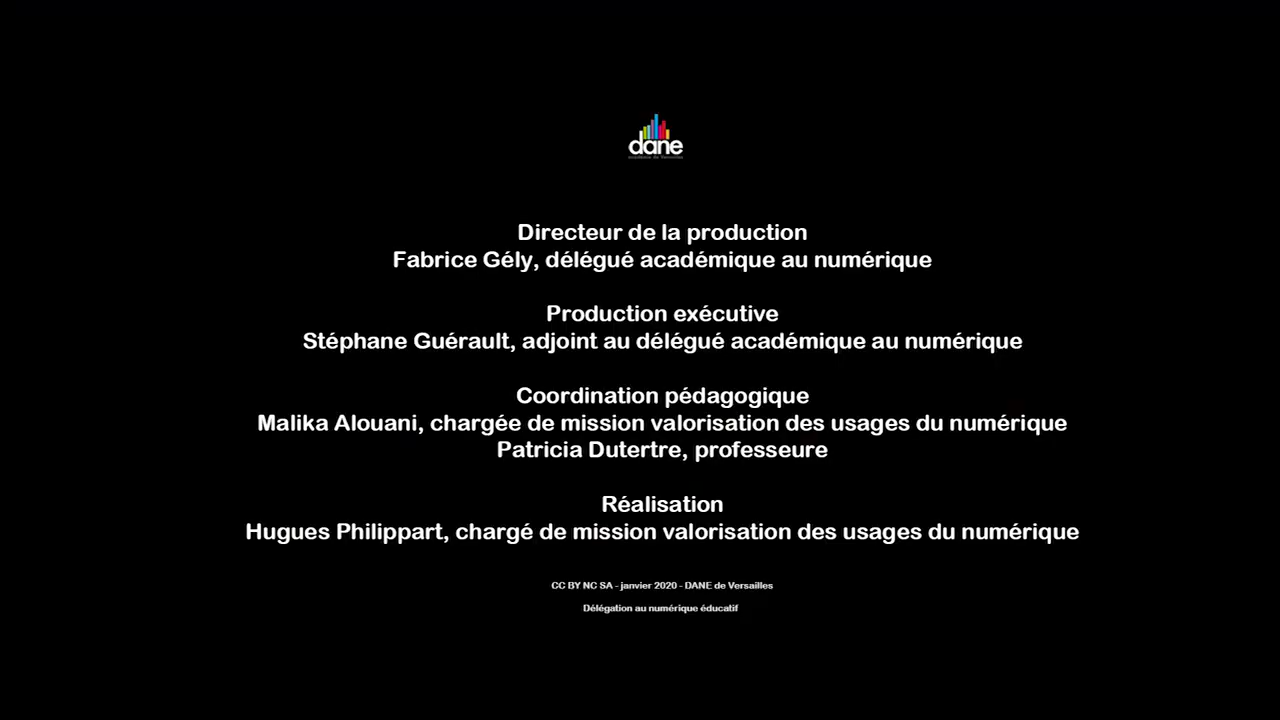 dane
académie de Versailles
Directeur de la production
Fabrice Gély, délégué académique au numérique
Production exécutive
Stéphane Guérault, adjoint au délégué académique au numérique
Coordination pédagogique
Malika Alouani, chargée de mission valorisation des usages du numérique
Patricia Dutertre, professeure
Réalisation
Hugues Philippart, chargé de mission valorisation des usages du numérique
CC BY NC SA - janvier 2020 - DANE de Versailles
Délégation au numérique éducatif